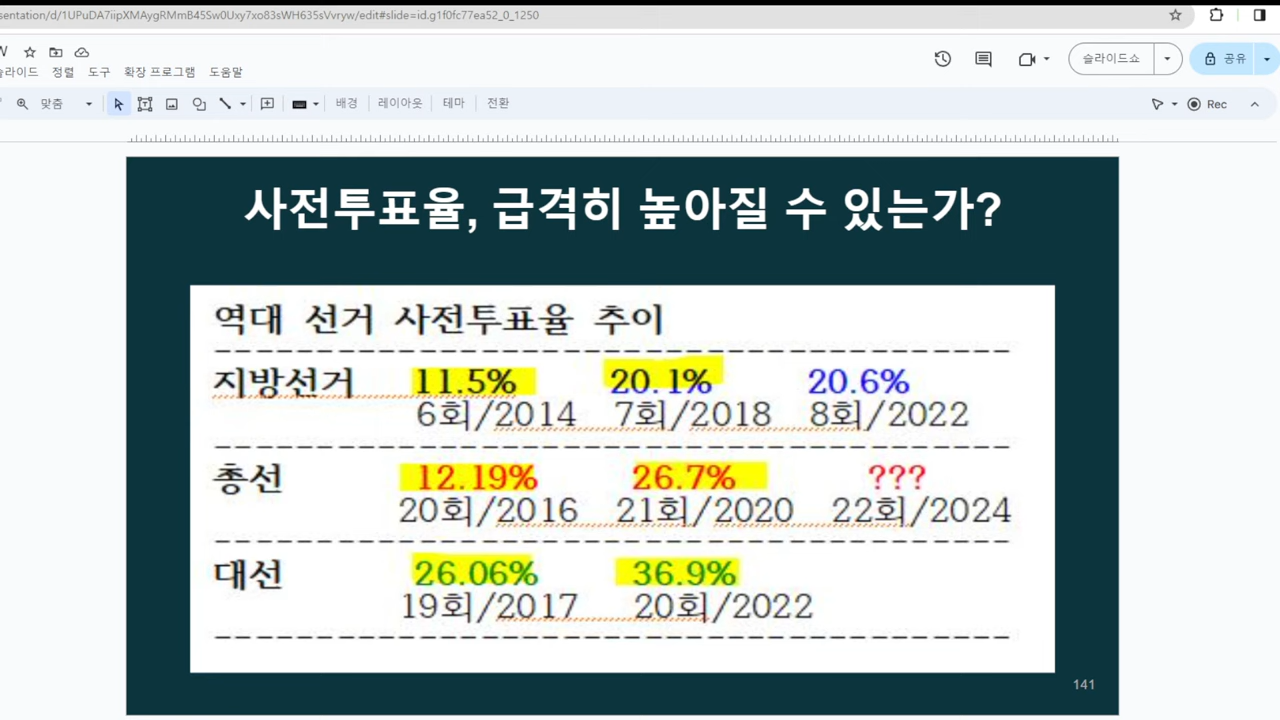 sentation/d/1UPuDA7iipXMAygRMmB45Sw0Uxy7xo83sWH635sVvryw/edit#slide=id.g1f0fc77ea52_0_1250
슬라이드쇼 공유
슬라이드 정렬 도구 확장 프로그램 도움말
맞춤 배경 레이아웃 테마 전환 Rec
사전투표율, 급격히 높아질 수 있는가?
역대 선거 사전투표율 추이
지방선거 11.5% 20.1% 20.6%
6회/2014 7회/2018 8회/2022
총선 12.19% 26.7% ???
20회/2016 21회/2020 22회/2024
대선 26.06% 36.9%
19회/2017 20회/2022
141